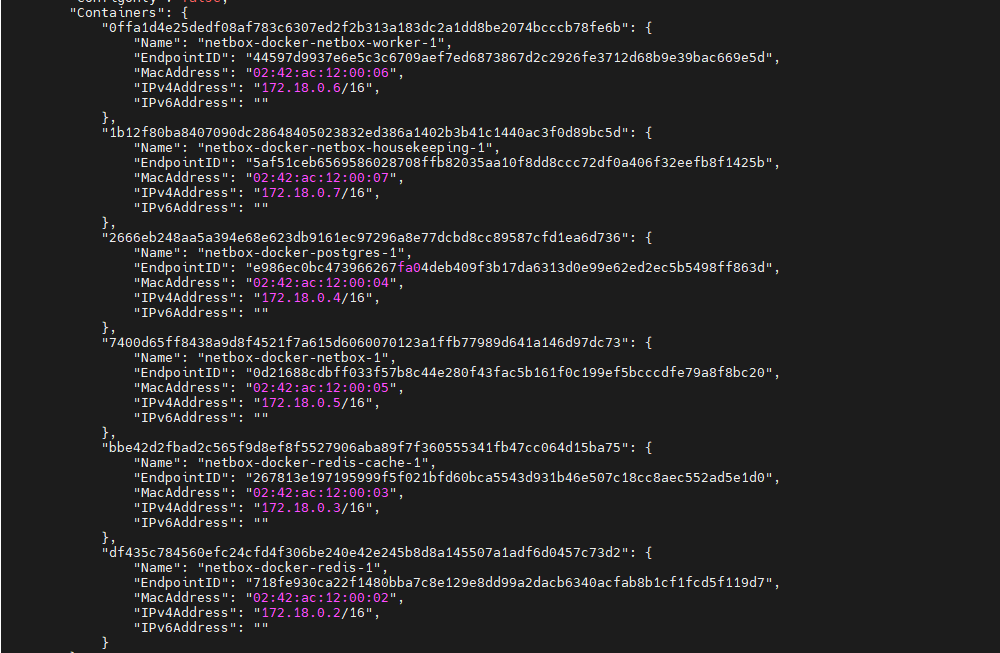 "Containers": {
"0ffa1d4e25dedf08af783c6307ed2f2b313a183dc2a1dd8be2074bcccb78fe6b": {
"Name": "netbox-docker-netbox-worker-1",
"EndpointID": "44597d9937e6e5c3c6709aef7ed6873867d2c2926fe3712d68b9e39bac669e5d",
"MacAddress": "02:42:ac:12:00:06",
"IPv4Address": "172.18.0.6/16",
"IPv6Address": ""
},
"1b12f80ba8407090dc28648405023832ed386a1402b3b41c1440ac3f0d89bc5d": {
"Name": "netbox-docker-netbox-housekeeping-1",
"EndpointID": "5af51ceb6569586028708ffb82035aa10f8dd8ccc72df0a406f32eefb8f1425b",
"MacAddress": "02:42:ac:12:00:07",
"IPv4Address": "172.18.0.7/16",
"IPv6Address": ""
},
"2666eb248aa5a394e68e623db9161ec97296a8e77dcbd8cc89587cfd1ea6d736": {
"Name": "netbox-docker-postgres-1",
"EndpointID": "e986ec0bc473966267fa04deb409f3b17da6313d0e99e62ed2ec5b5498ff863d",
"MacAddress": "02:42:ac:12:00:04",
"IPv4Address": "172.18.0.4/16",
"IPv6Address": ""
},
"7400d65ff8438a9d8f4521f7a615d6060070123a1ffb77989d641a146d97dc73": {
"Name": "netbox-docker-netbox-1",
"EndpointID": "0d21688cdbff033f57b8c44e280f43fac5b161f0c199ef5bcccdfe79a8f8bc20",
"MacAddress": "02:42:ac:12:00:05",
"IPv4Address": "172.18.0.5/16",
"IPv6Address": ""
},
"bbe42d2fbad2c565f9d8ef8f5527906aba89f7f360555341fb47cc064d15ba75": {
"Name": "netbox-docker-redis-cache-1",
"EndpointID": "267813e197195999f5f021bfd60bca5543d931b46e507c18cc8aec552ad5e1d0",
"MacAddress": "02:42:ac:12:00:03",
"IPv4Address": "172.18.0.3/16",
"IPv6Address": ""
},
"df435c784560efc24cfd4f306be240e42e245b8d8a145507a1adf6d0457c73d2": {
"Name": "netbox-docker-redis-1",
"EndpointID": "718fe930ca22f1480bba7c8e129e8dd99a2dacb6340acfab8b1cf1fcd5f119d7",
"MacAddress": "02:42:ac:12:00:02",
"IPv4Address": "172.18.0.2/16",
"IPv6Address": ""
}